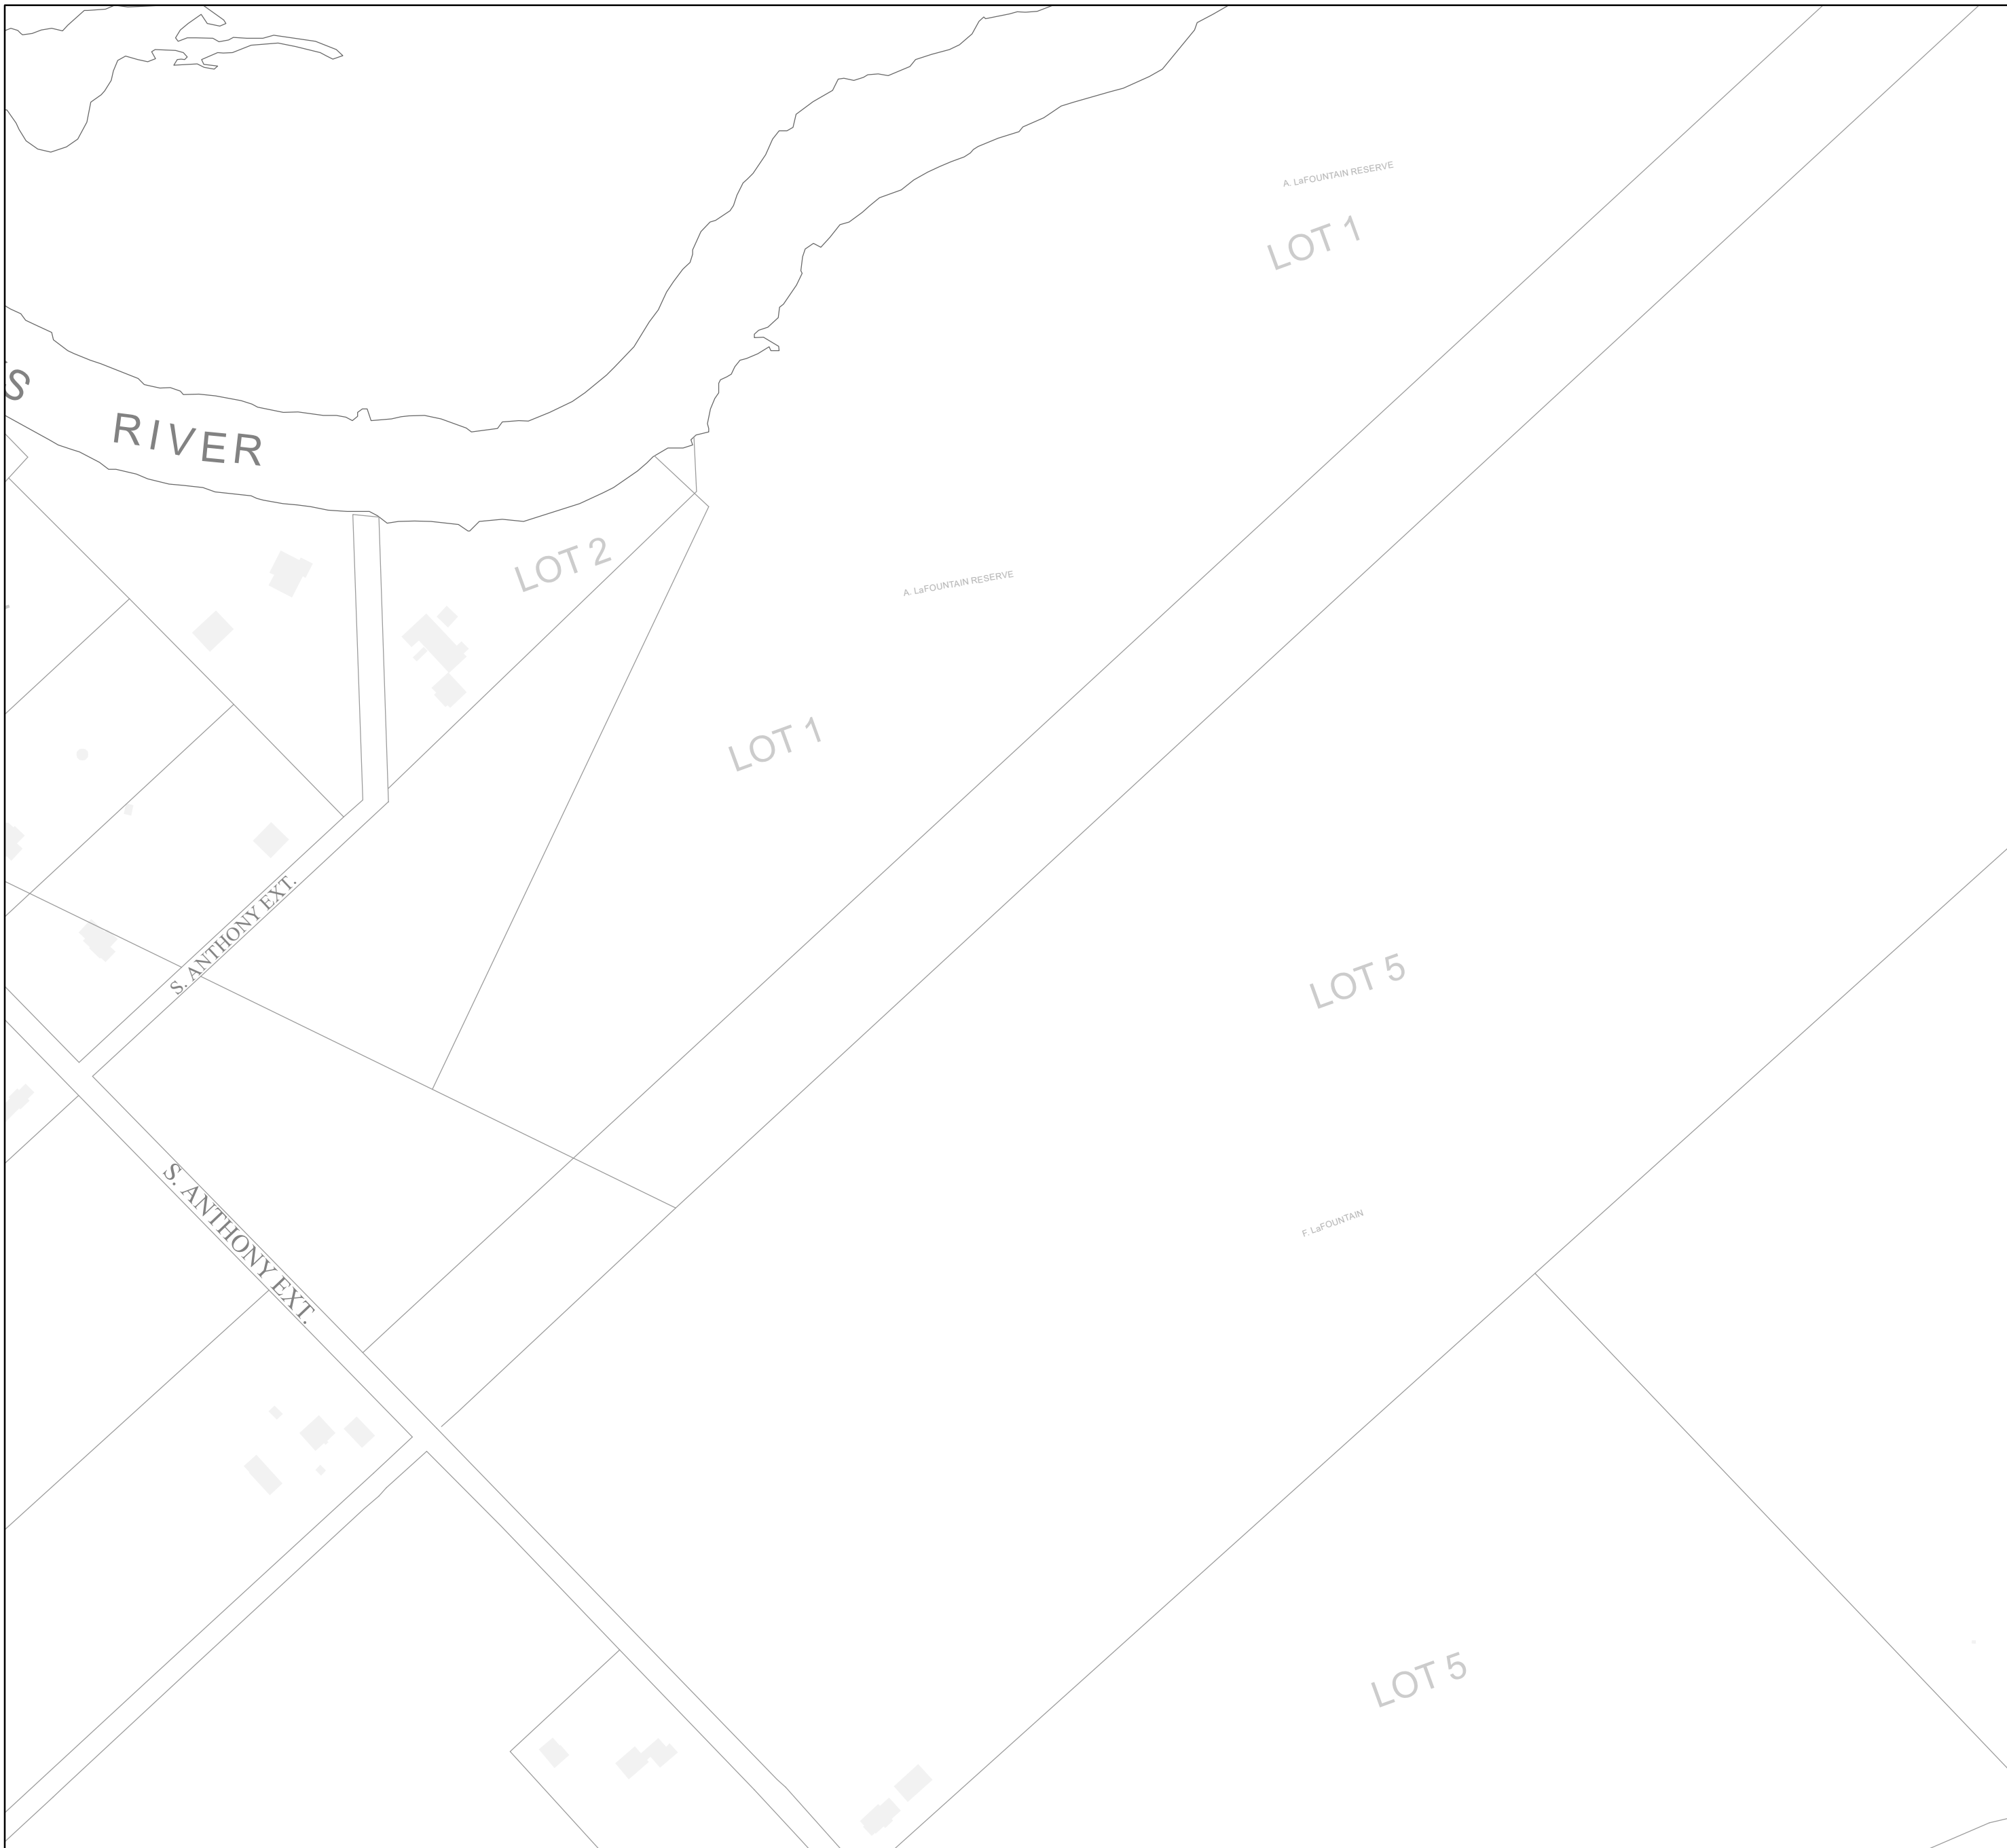 A. LaFOUNTAIN RESERVE
LOT 1
S
RIVER
LOT 2
A. LaFOUNTAIN RESERVE
LOT 1
S. ANTHONY EXT.
LOT 5
S. ANTHONY EXT.
F. LaFOUNTAIN
LOT 5